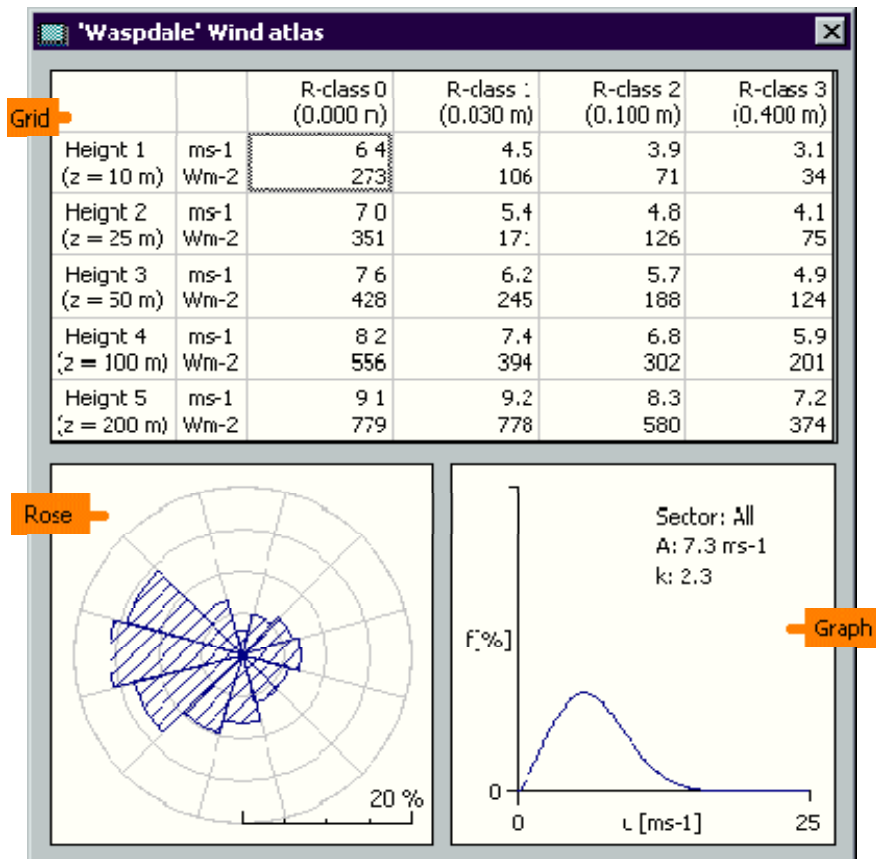 'Waspdale' Wind atlas
Grid
R-class 0 R-class 1 R-class 2 R-class 3
(0.000 m) (0.030 m) (0.100 m) (0.400 m)
Height 1 ms-1 6.4 4.5 3.9 3.1
(z = 10 m) Wm-2 273 106 71 34
Height 2 ms-1 7.0 5.4 4.8 4.1
(z = 25 m) Wm-2 351 171 126 75
Height 3 ms-1 7.6 6.2 5.7 4.9
(z = 50 m) Wm-2 428 245 188 124
Height 4 ms-1 8.2 7.4 6.8 5.9
(z = 100 m) Wm-2 556 394 302 201
Height 5 ms-1 9.1 9.2 8.3 7.2
(z = 200 m) Wm-2 779 778 580 374
Rose
20 %
Sector: All
A: 7.3 ms-1
k: 2.3
Graph
f[%]
0
0 u [ms-1] 25